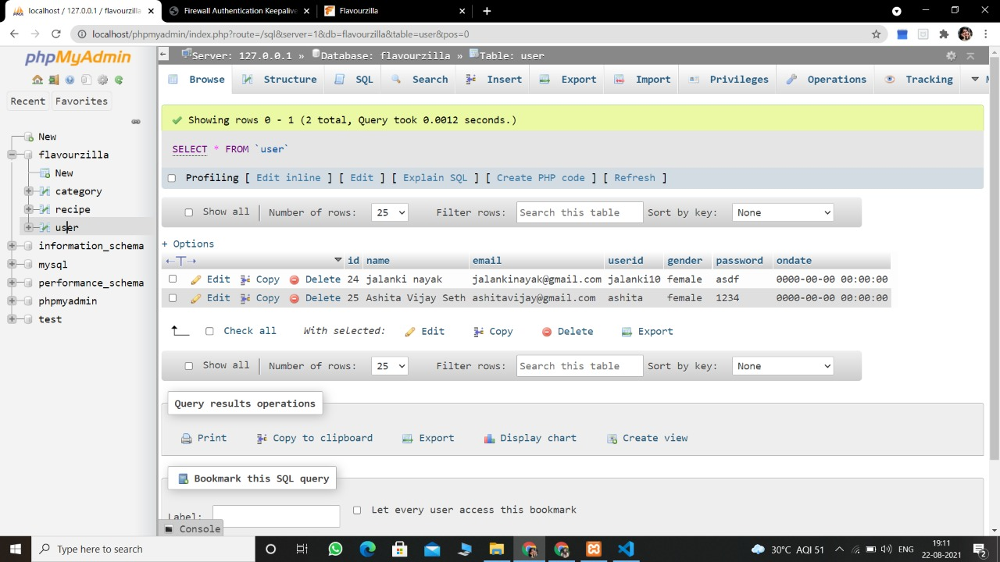 localhost / 127.0.0.1 / flavourzilla
Firewall Authentication Keepalive
Flavourzilla
localhost/phpmyadmin/index.php?route=/sql&server=1&db=flavourzilla&table=user&pos=0
phpMyAdmin
Recent Favorites
New
flavourzilla
New
category
recipe
user
information_schema
mysql
performance_schema
phpmyadmin
test
Server: 127.0.0.1 » Database: flavourzilla » Table: user
Browse Structure SQL Search Insert Export Import Privileges Operations Tracking
Showing rows 0 - 1 (2 total, Query took 0.0012 seconds.)
SELECT * FROM `user`
Profiling [ Edit inline ] [ Edit ] [ Explain SQL ] [ Create PHP code ] [ Refresh ]
Show all Number of rows: 25 Filter rows: Search this table Sort by key: None
+ Options
←T→ id name email userid gender password ondate
Edit Copy Delete 24 jalanki nayak jalankinayak@gmail.com jalanki10 female asdf 0000-00-00 00:00:00
Edit Copy Delete 25 Ashita Vijay Seth ashitavijay@gmail.com ashita female 1234 0000-00-00 00:00:00
Check all With selected: Edit Copy Delete Export
Show all Number of rows: 25 Filter rows: Search this table Sort by key: None
Query results operations
Print Copy to clipboard Export Display chart Create view
Bookmark this SQL query
Label: Let every user access this bookmark
Console
Type here to search
30°C AQI 51 ENG 19:11
22-08-2021 2